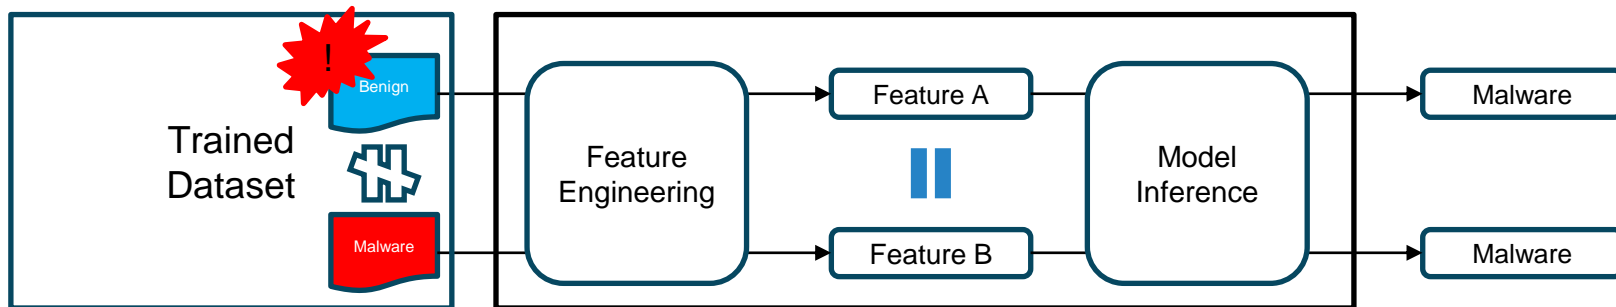 !
Benign
Trained
Dataset
Malware
Feature
Engineering
Feature A
Feature B
Model
Inference
Malware
Malware